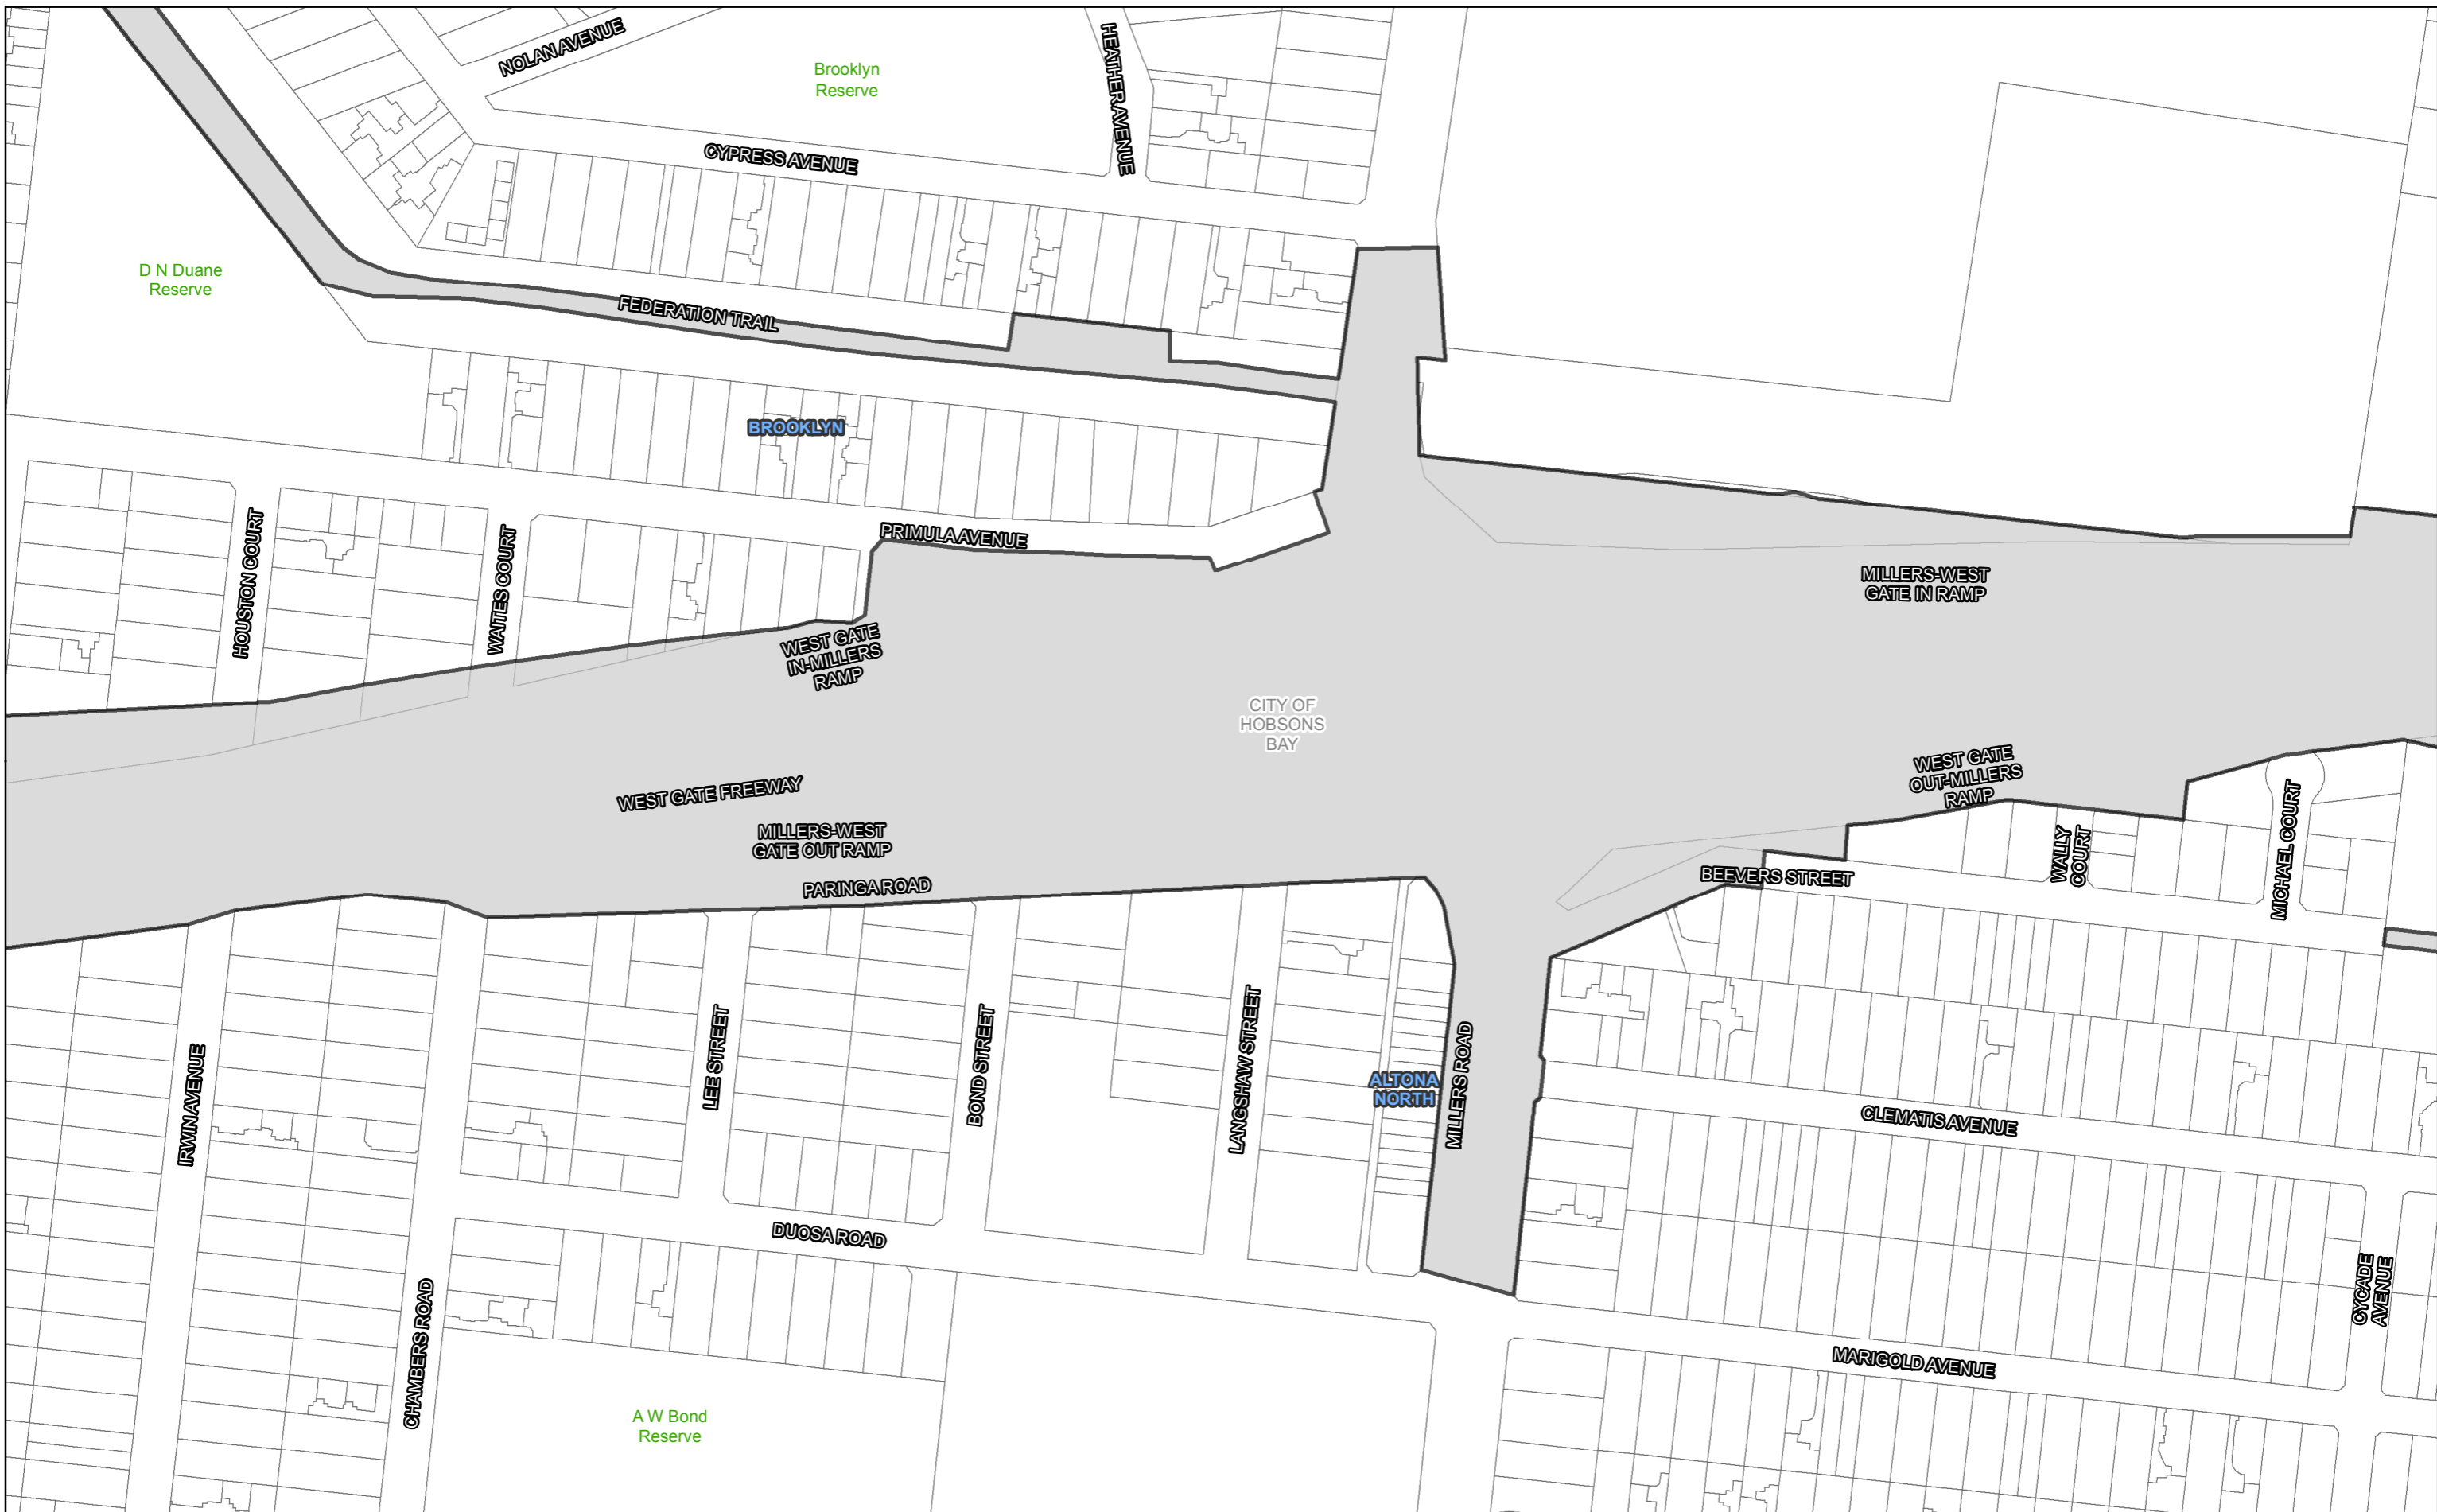 NOLAN AVENUE
Brooklyn
Reserve
HEATHER AVENUE
CYPRESS AVENUE
D N Duane
Reserve
FEDERATION TRAIL
BROOKLYN
PRIMULA AVENUE
HOUSTON COURT
WAITES COURT
MILLERS-WEST
GATE IN RAMP
WEST GATE
IN-MILLERS
RAMP
CITY OF
HOBSONS
BAY
WEST GATE
OUT-MILLERS
RAMP
WEST GATE FREEWAY
MILLERS-WEST
GATE OUT RAMP
PARINGA ROAD
BEEVERS STREET
WALLY
COURT
MICHAEL COURT
IRWIN AVENUE
LEE STREET
BOND STREET
LANGSHAW STREET
ALTONA
NORTH
MILLERS ROAD
CLEMATIS AVENUE
DUOSA ROAD
CHAMBERS ROAD
CYCADE
AVENUE
MARIGOLD AVENUE
A W Bond
Reserve